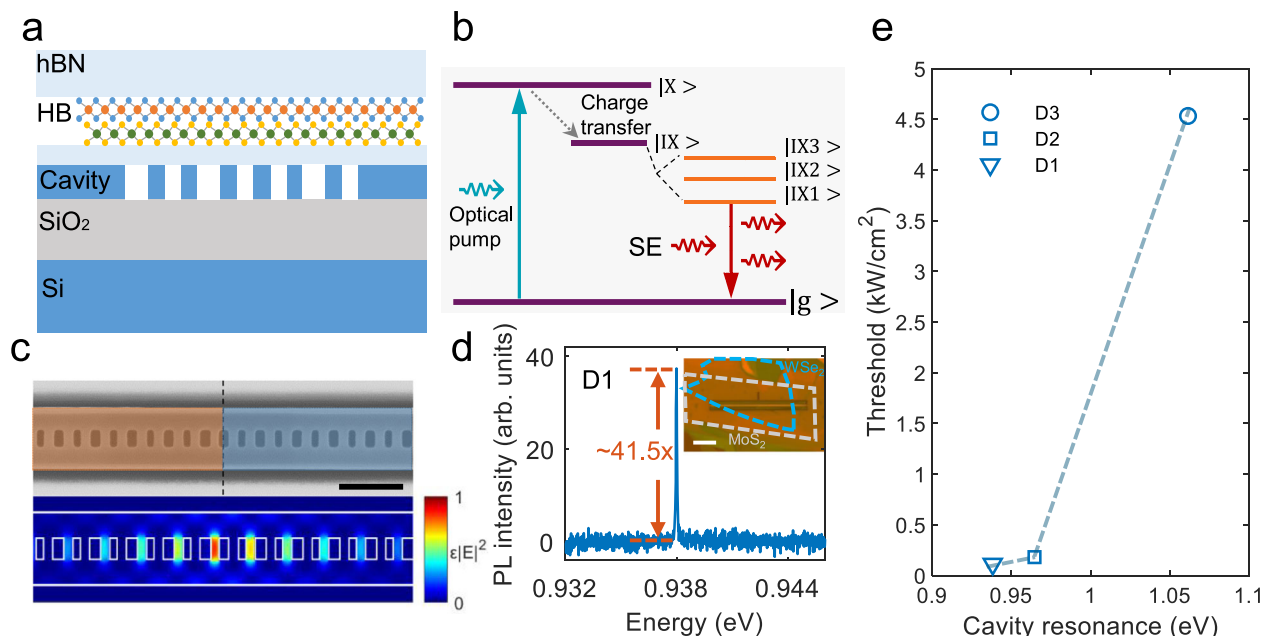 a
hBN
HB
Cavity
SiO₂
Si
b
|X >
Charge
transfer
|IX >
|IX3>
|IX2>
|IX1>
Optical
pump
SE
|g >
c
1
ε|E|²
0
d
PL intensity (arb. units)
40
20
0
D1
~41.5x
WSe₂
MoS₂
0.932
0.938
0.944
Energy (eV)
e
Threshold (kW/cm²)
5
4.5
4
3.5
3
2.5
2
1.5
1
0.5
0
D3
D2
D1
0.9
0.95
1
1.05
1.1
Cavity resonance (eV)